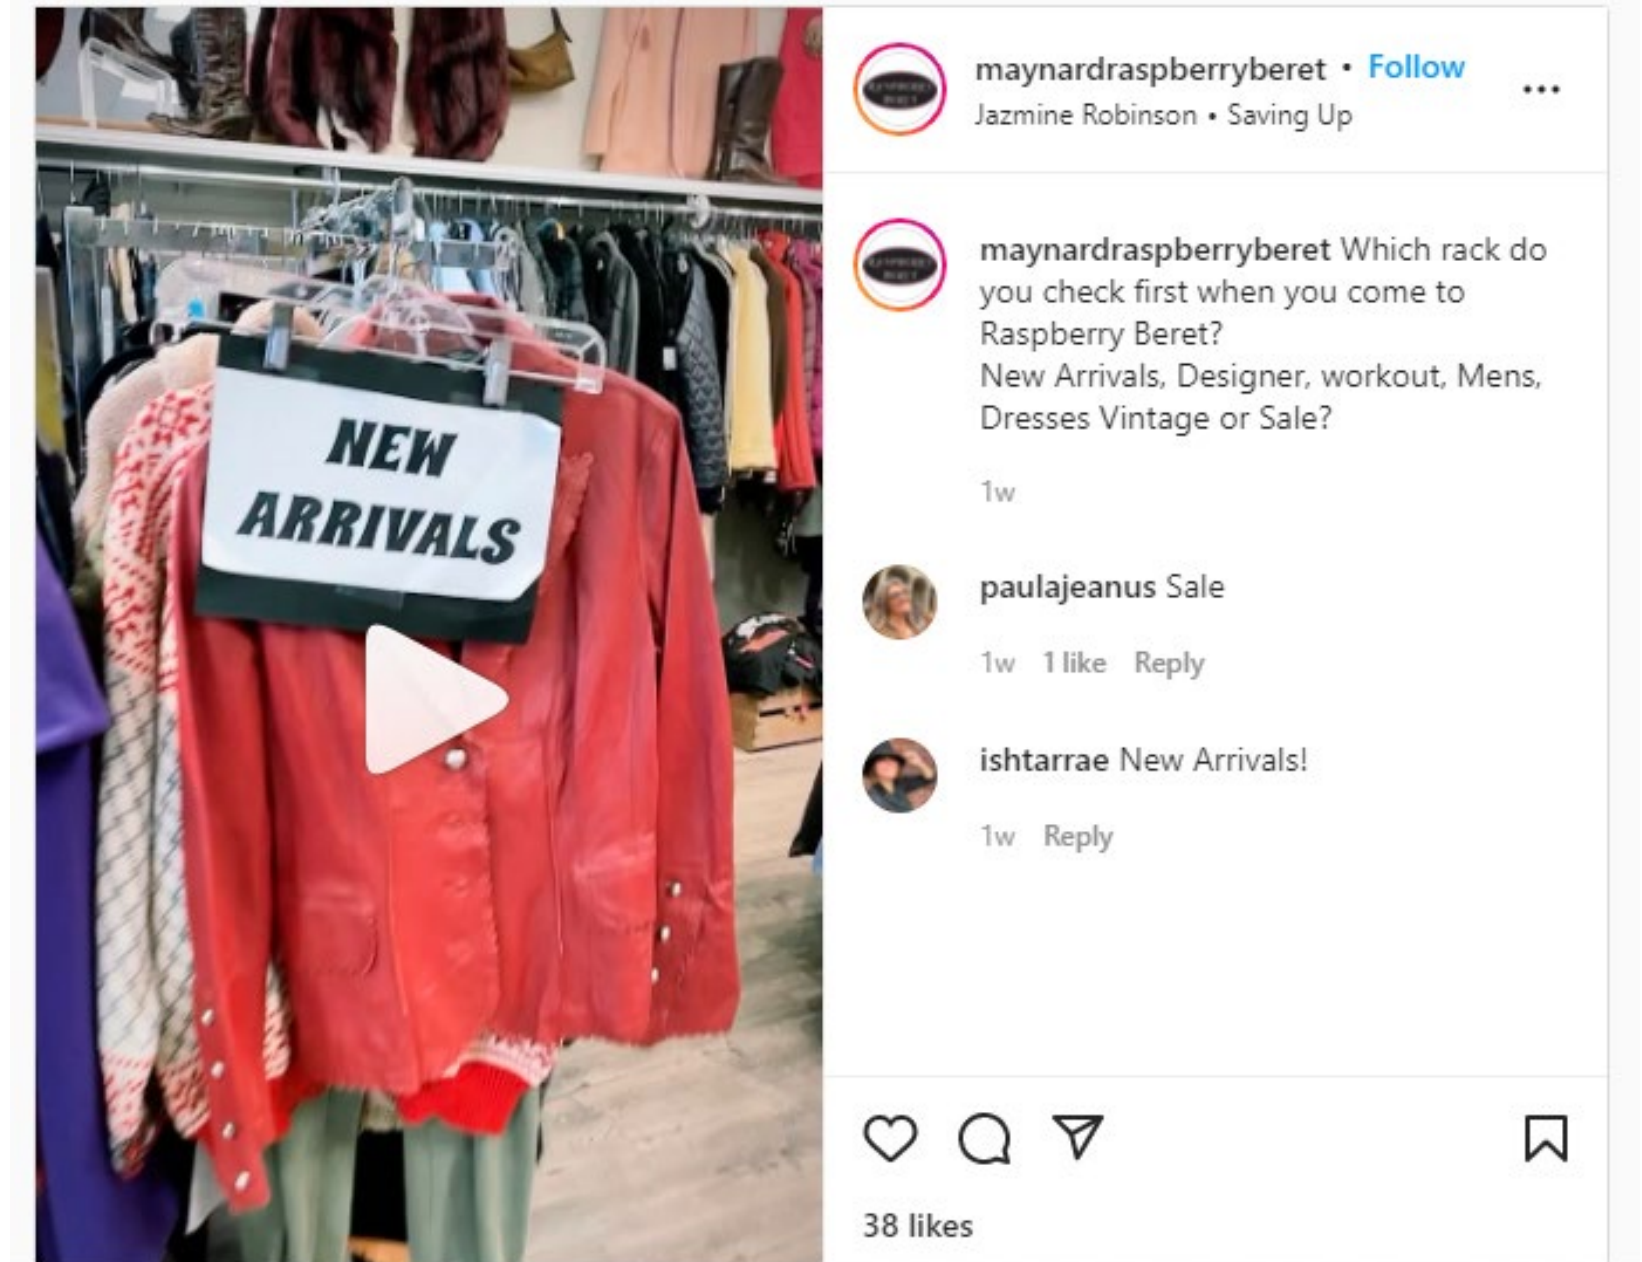 NEW
ARRIVALS
maynardraspberryberet • Follow
Jazmine Robinson • Saving Up
maynardraspberryberet Which rack do
you check first when you come to
Raspberry Beret?
New Arrivals, Designer, workout, Mens,
Dresses Vintage or Sale?
1w
paulajeanus Sale
1w 1 like Reply
ishtarrae New Arrivals!
1w Reply
38 likes